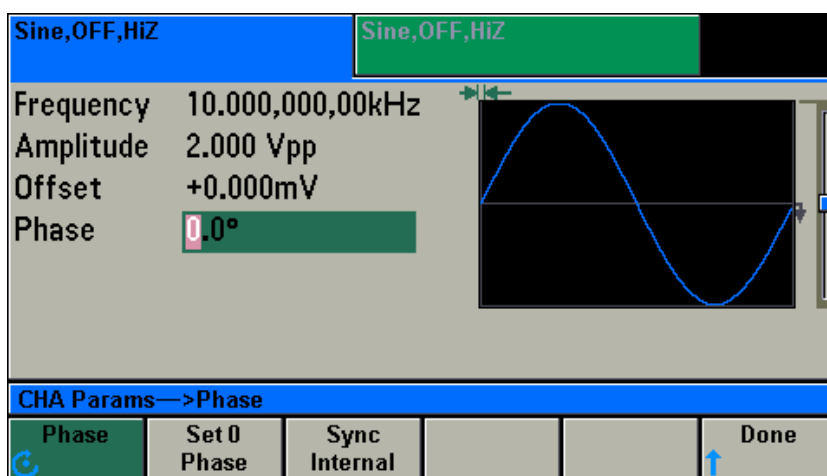 Sine,OFF,HiZ
Sine,OFF,HiZ
Frequency 10.000,000,00kHz
Amplitude 2.000 Vpp
Offset +0.000mV
Phase 0.0°
CHA Params—>Phase
Phase
Set 0 Phase
Sync Internal
Done